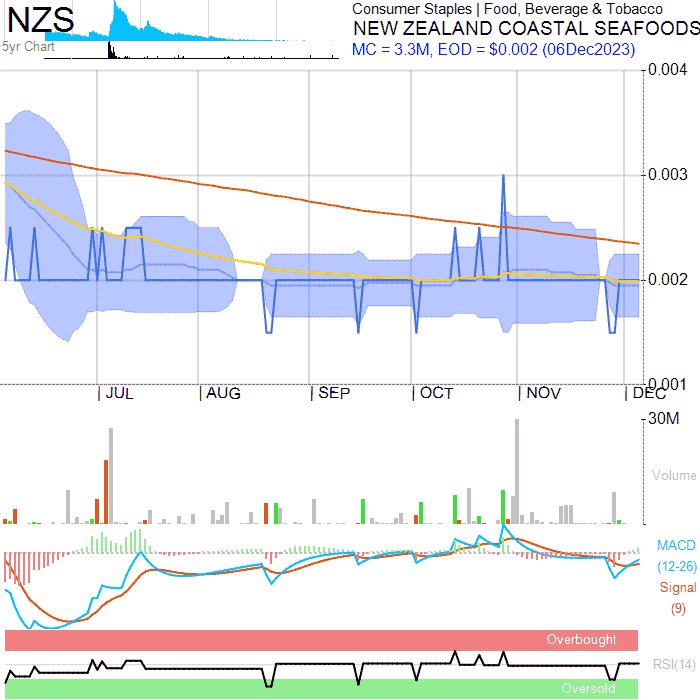 NZS
5yr Chart
Consumer Staples | Food, Beverage & Tobacco
NEW ZEALAND COASTAL SEAFOODS
MC = 3.3M, EOD = $0.002 (06Dec2023)
0.004
0.003
0.002
0.001
JUL
AUG
SEP
OCT
NOV
DEC
30M
Volume
MACD
(12-26)
Signal
(9)
Overbought
RSI(14)
Oversold